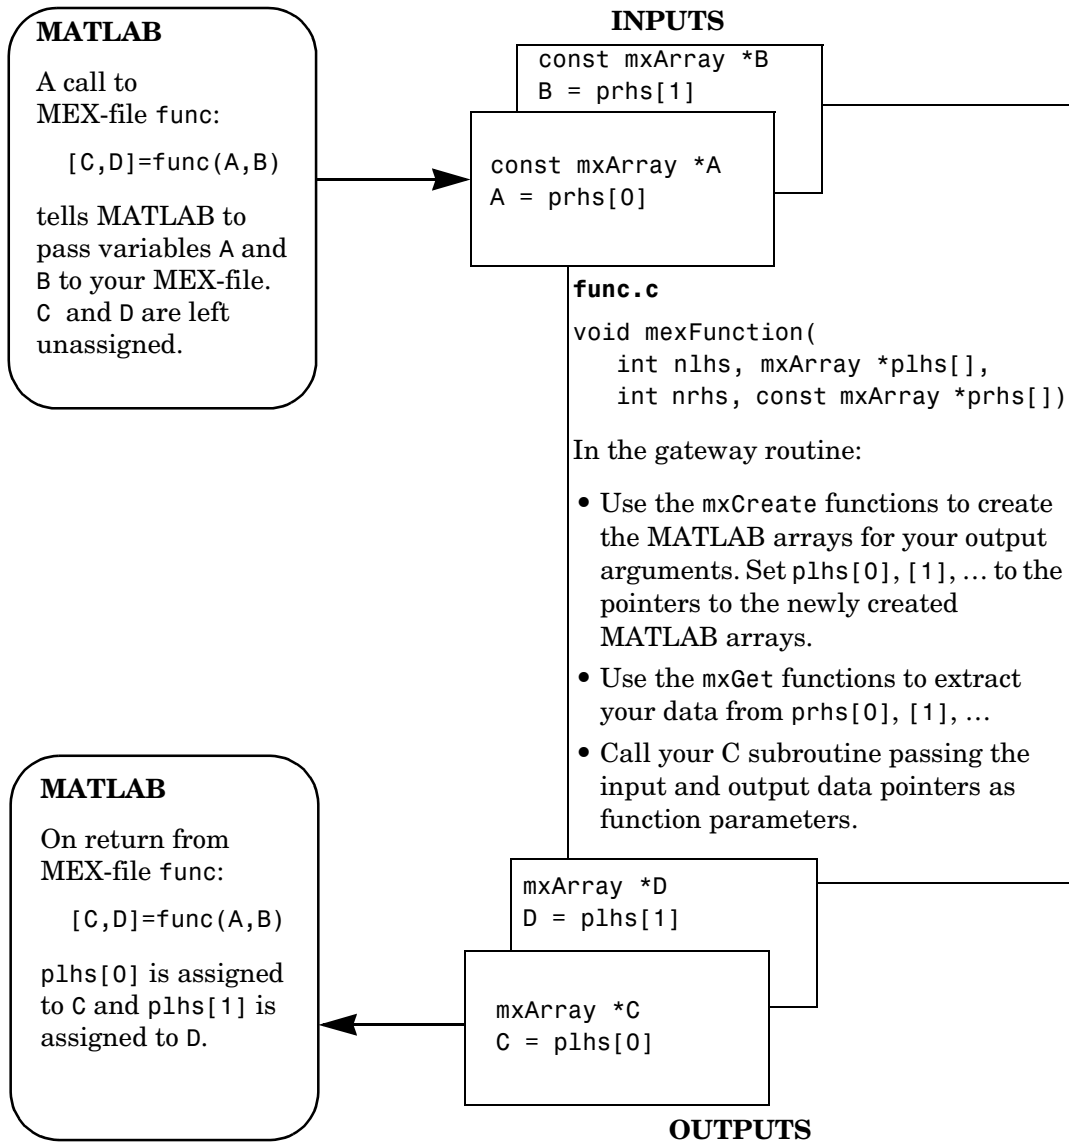 MATLAB
A call to
MEX-file func:
[C,D]=func(A,B)
tells MATLAB to
pass variables A and
B to your MEX-file.
C and D are left
unassigned.
INPUTS
const mxArray *B
B = prhs[1]
const mxArray *A
A = prhs[0]
func.c
void mexFunction(
int nlhs, mxArray *plhs[],
int nrhs, const mxArray *prhs[])
In the gateway routine:
• Use the mxCreate functions to create
the MATLAB arrays for your output
arguments. Set plhs[0], [1], … to the
pointers to the newly created
MATLAB arrays.
• Use the mxGet functions to extract
your data from prhs[0], [1], …
• Call your C subroutine passing the
input and output data pointers as
function parameters.
MATLAB
On return from
MEX-file func:
[C,D]=func(A,B)
plhs[0] is assigned
to C and plhs[1] is
assigned to D.
mxArray *D
D = plhs[1]
mxArray *C
C = plhs[0]
OUTPUTS